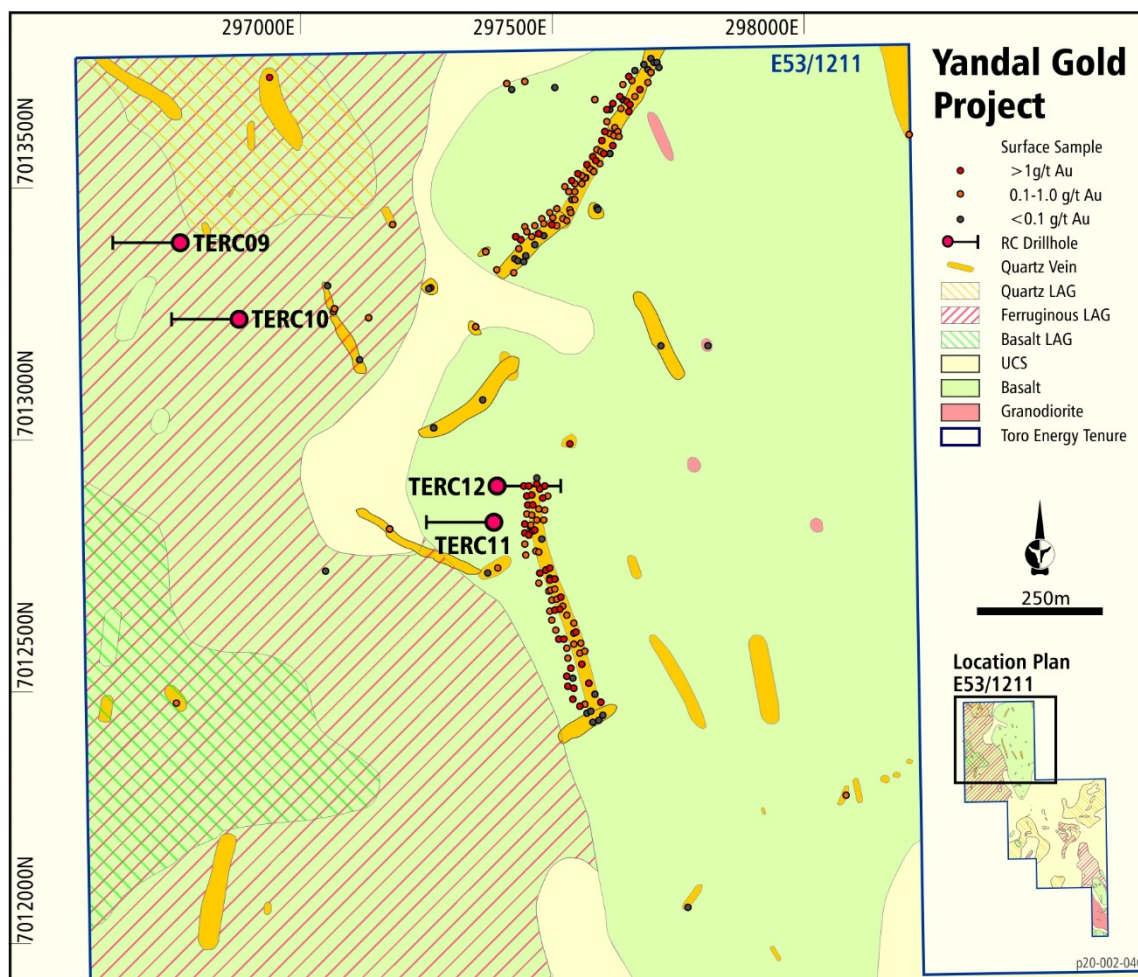 297000E
297500E
298000E
E53/1211
Yandal Gold
Project
Surface Sample
>1g/t Au
0.1-1.0 g/t Au
<0.1 g/t Au
RC Drillhole
Quartz Vein
Quartz LAG
Ferruginous LAG
Basalt LAG
UCS
Basalt
Granodiorite
Toro Energy Tenure
7013500N
TERC09
TERC10
7013000N
TERC12
TERC11
250m
7012500N
Location Plan
E53/1211
7012000N